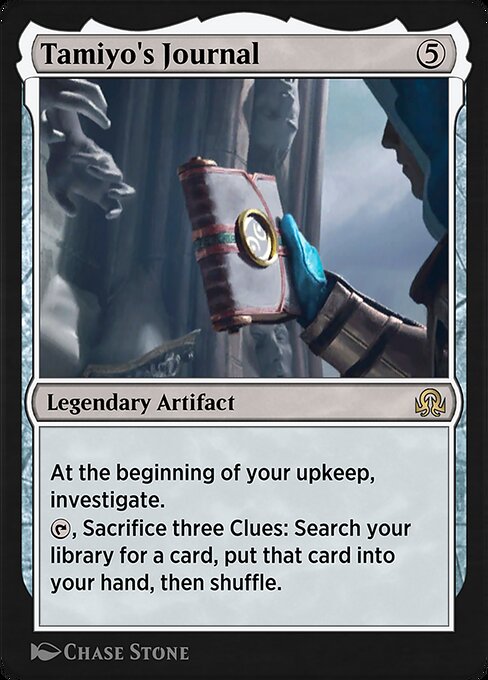 Tamiyo's Journal 5
Legendary Artifact
At the beginning of your upkeep,
investigate.
, Sacrifice three Clues: Search your
library for a card, put that card into
your hand, then shuffle.
Chase Stone